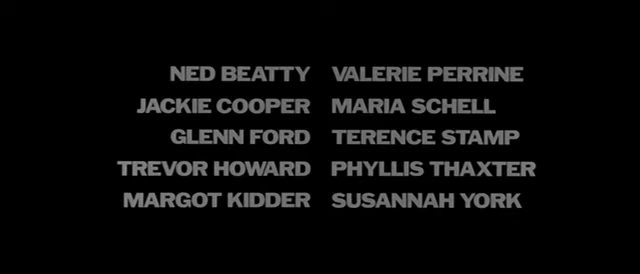 NED BEATTY VALERIE PERRINE
JACKIE COOPER MARIA SCHELL
GLENN FORD TERENCE STAMP
TREVOR HOWARD PHYLLIS THAXTER
MARGOT KIDDER SUSANNAH YORK